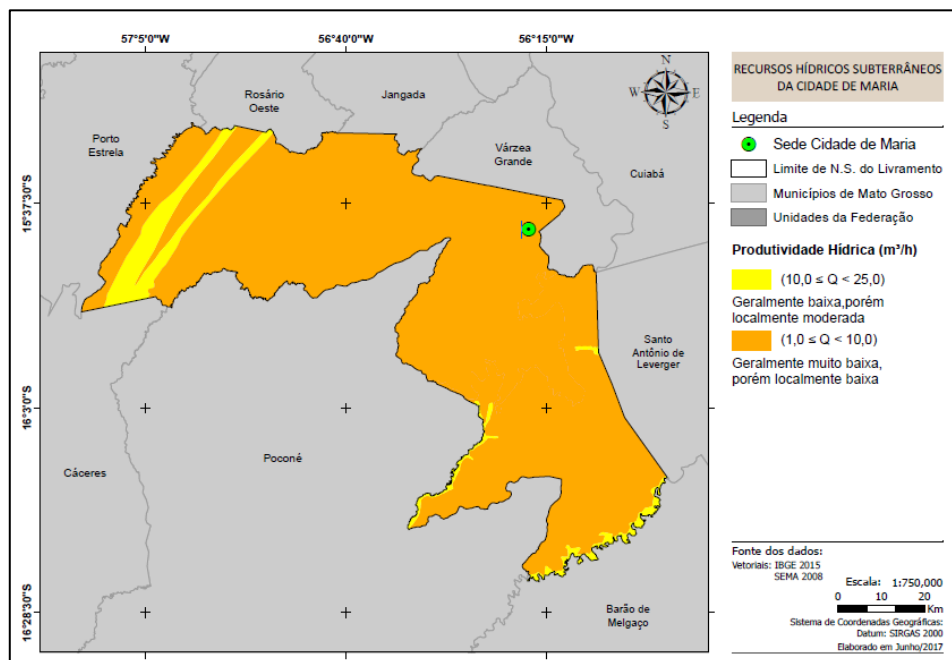 57°5'0"W
56°40'0"W
56°15'0"W
15°37'30"S
16°3'0"S
16°28'30"S
Porto
Estrela
Rosário
Oeste
Jangada
Várzea
Grande
Cuiabá
Santo
Antônio de
Leverger
Cáceres
Poconé
Barão de
Melgaço
N
W
E
S
RECURSOS HÍDRICOS SUBTERRÂNEOS
DA CIDADE DE MARIA
Legenda
Sede Cidade de Maria
Limite de N.S. do Livramento
Municípios de Mato Grosso
Unidades da Federação
Produtividade Hídrica (m³/h)
(10,0 ≤ Q < 25,0)
Geralmente baixa,porém
localmente moderada
(1,0 ≤ Q < 10,0)
Geralmente muito baixa,
porém localmente baixa
Fonte dos dados:
Vetoriais: IBGE 2015
SEMA 2008
Escala: 1:750,000
0 10 20
Km
Sistema de Coordenadas Geográficas:
Datum: SIRGAS 2000
Elaborado em Junho/2017